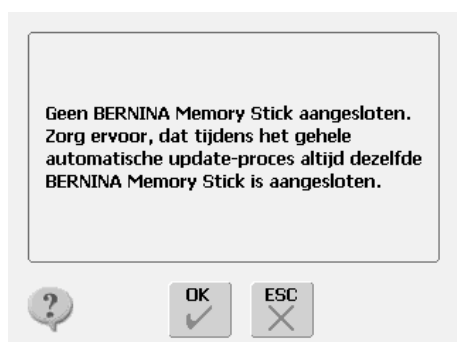 Geen BERNINA Memory Stick aangesloten.
Zorg ervoor, dat tijdens het gehele
automatische update-proces altijd dezelfde
BERNINA Memory Stick is aangesloten.
?
OK
ESC